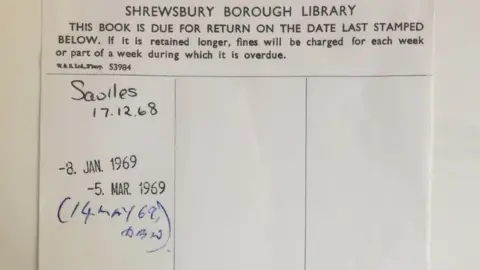 SHREWSBURY BOROUGH LIBRARY
THIS BOOK IS DUE FOR RETURN ON THE DATE LAST STAMPED
BELOW. If it is retained longer, fines will be charged for each week
or part of a week during which it is overdue.
53984
17.12.68
-8. JAN. 1969
-5. MAR. 1969
(14 MAY 69,